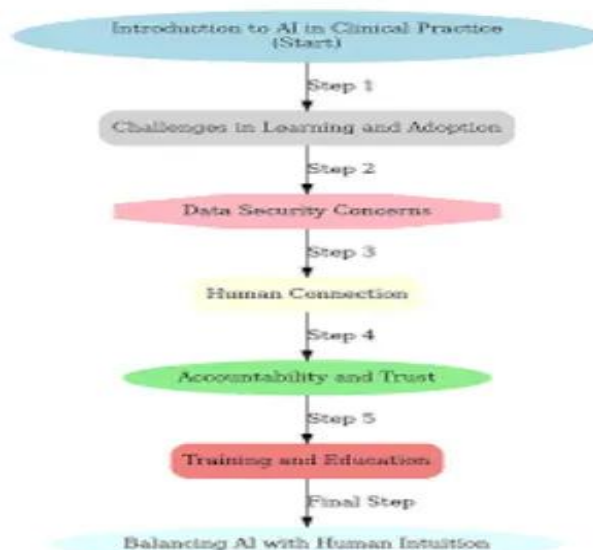 Introduction to AI in Clinical Practice
(Start)
Step 1
Challenges in Learning and Adoption
Step 2
Data Security Concerns
Step 3
Human Connection
Step 4
Accountability and Trust
Step 5
Training and Education
Final Step
Balancing AI with Human Intuition